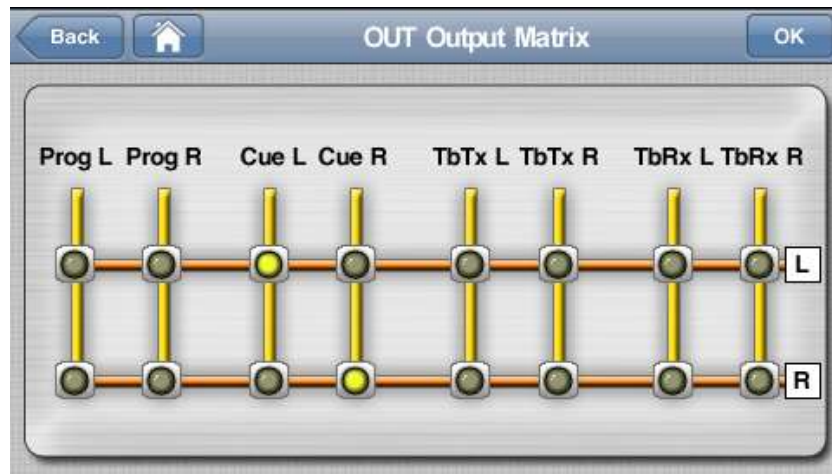 Back OUT Output Matrix OK
Prog L Prog R Cue L Cue R TbTx L TbTx R TbRx L TbRx R
L
R